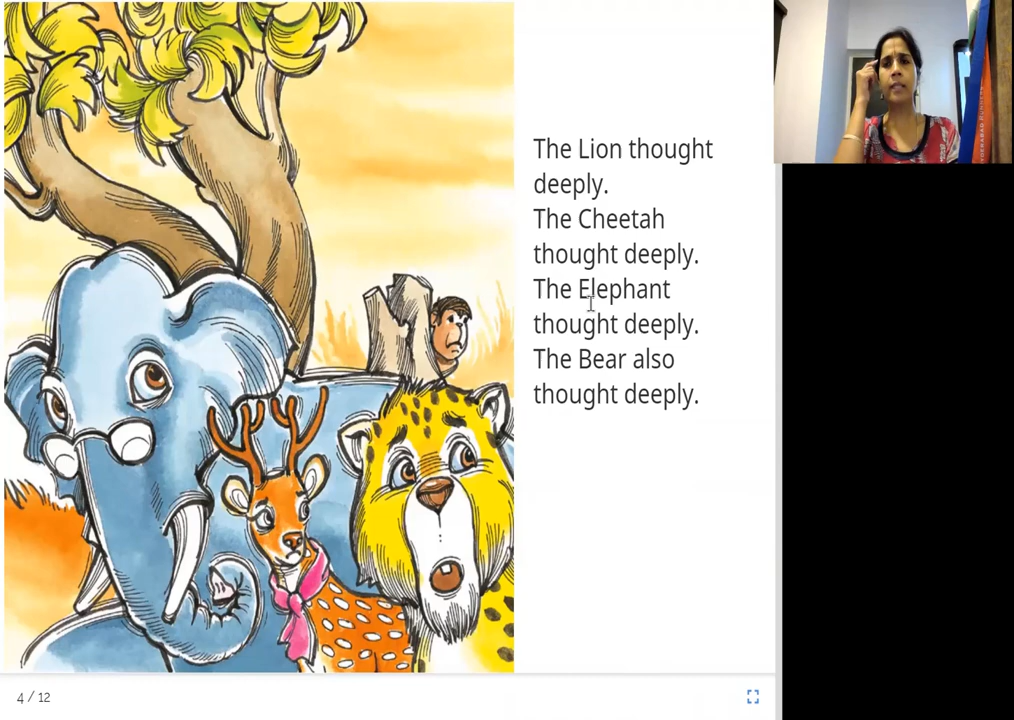 The Lion thought
deeply.
The Cheetah
thought deeply.
The Elephant
thought deeply.
The Bear also
thought deeply.
4 / 12